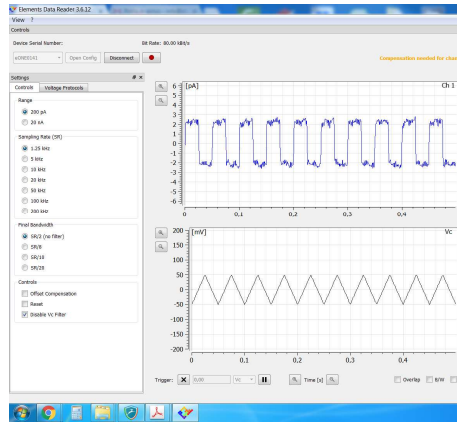 Elements Data Reader 3.6.12
View ?
Controls
Device Serial Number:
Bit Rate: 80,00 kBit/s
Open Config
Disconnect
Compensation needed for chan
Settings
Controls
Voltage Protocols
Range
200 pA
20 nA
Sampling Rate (SR)
1.25 kHz
5 kHz
10 kHz
20 kHz
50 kHz
100 kHz
200 kHz
Final Bandwidth
SR/2 (no filter)
SR/8
SR/10
SR/20
Controls
Offset Compensation
Reset
Disable Vc Filter
[pA]
Ch 1
6
5
4
3
2
1
0
-1
-2
-3
-4
-5
-6
0
0,1
0,2
0,3
0,4
[mV]
Vc
200
150
100
50
0
-50
-100
-150
-200
0
0,1
0,2
0,3
0,4
Trigger:
0,00
Vc
Time [s]
Overlap
B/W